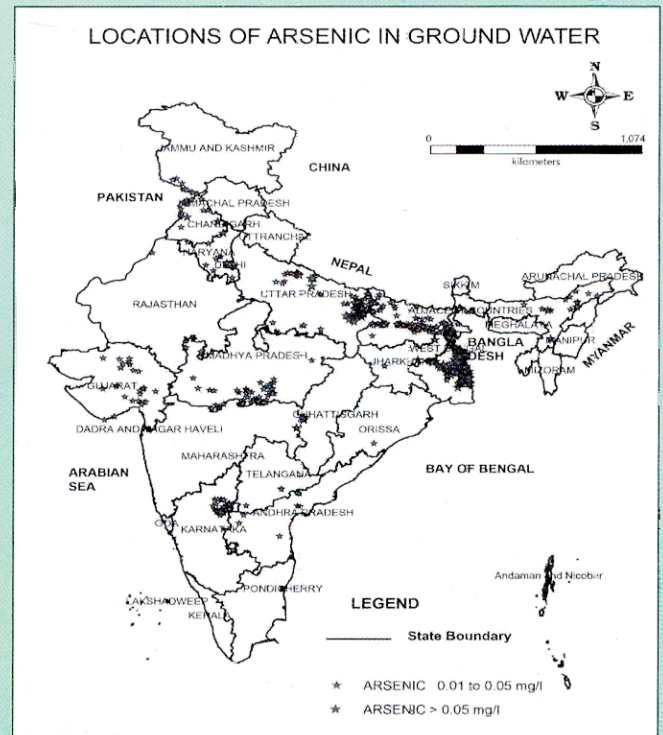 LOCATIONS OF ARSENIC IN GROUND WATER
N
W E
S
0 1,074
kilometers
JAMMU AND KASHMIR
CHINA
PAKISTAN
HIMACHAL PRADESH
CHANDIGARH
UTTRANCHAL
HARYANA
DELHI
NEPAL
RAJASTHAN
UTTAR PRADESH
SIKKIM
ARUNACHAL PRADESH
ADJACENT COUNTRIES
MEGHALAYA
BANGLA
DESH
MANIPUR
MYANMAR
WEST BENGAL
MADHYA PRADESH
JHARKHAND
MIZORAM
GUJARAT
CHHATTISGARH
DADRA AND NAGAR HAVELI
ORISSA
MAHARASHTRA
ARABIAN
SEA
TELANGANA
BAY OF BENGAL
ANDHRA PRADESH
GOA
KARNATAKA
Andaman and Nicobar
PONDICHERRY
LAKSHADWEEP
KERALA
LEGEND
State Boundary
ARSENIC 0.01 to 0.05 mg/l
ARSENIC > 0.05 mg/l